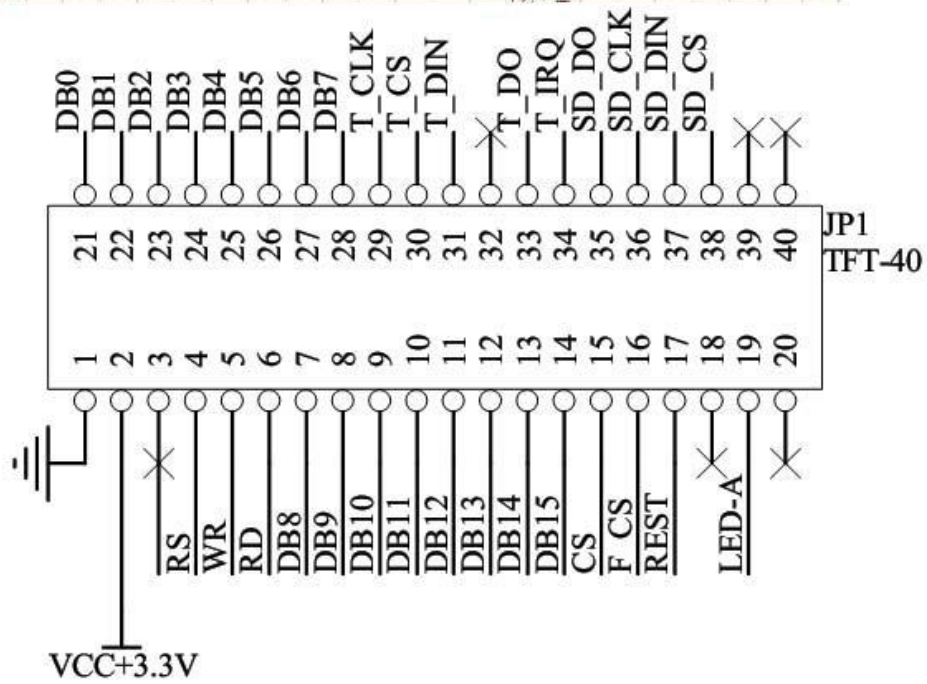 DB0
DB1
DB2
DB3
DB4
DB5
DB6
DB7
T_CLK
T_CS
T_DIN
T_DO
T_IRQ
SD_DO
SD_CLK
SD_DIN
SD_CS
21 22 23 24 25 26 27 28 29 30 31 32 33 34 35 36 37 38 39 40
JP1
TFT-40
1 2 3 4 5 6 7 8 9 10 11 12 13 14 15 16 17 18 19 20
RS
WR
RD
DB8
DB9
DB10
DB11
DB12
DB13
DB14
DB15
CS
F_CS
REST
LED-A
VCC+3.3V